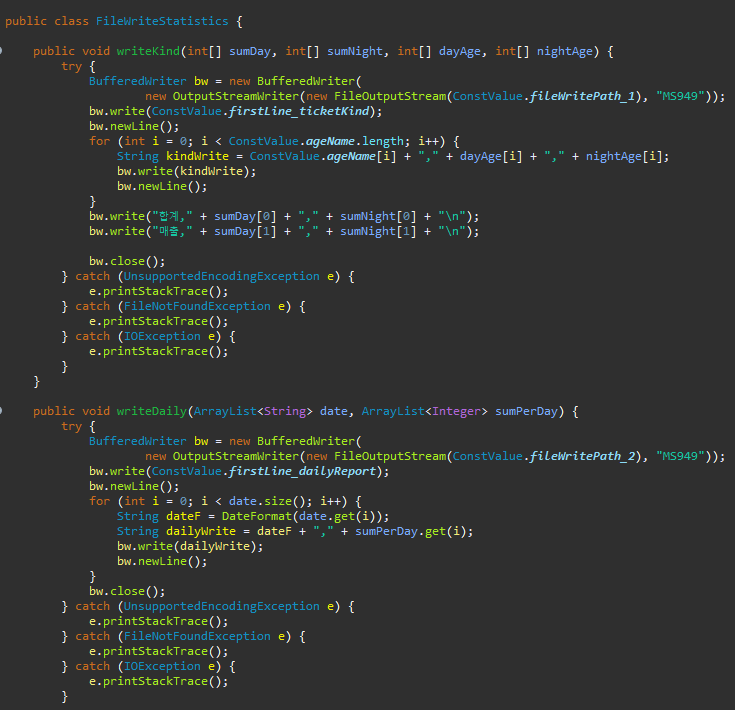 public class FileWriteStatistics {
public void writeKind(int[] sumDay, int[] sumNight, int[] dayAge, int[] nightAge) {
try {
BufferedWriter bw = new BufferedWriter(
new OutputStreamWriter(new FileOutputStream(ConstValue.fileWritePath_1), "MS949"));
bw.write(ConstValue.firstLine_ticketKind);
bw.newLine();
for (int i = 0; i < ConstValue.ageName.length; i++) {
String kindWrite = ConstValue.ageName[i] + "," + dayAge[i] + "," + nightAge[i];
bw.write(kindWrite);
bw.newLine();
}
bw.write("합계," + sumDay[0] + "," + sumNight[0] + "\n");
bw.write("매출," + sumDay[1] + "," + sumNight[1] + "\n");
bw.close();
} catch (UnsupportedEncodingException e) {
e.printStackTrace();
} catch (FileNotFoundException e) {
e.printStackTrace();
} catch (IOException e) {
e.printStackTrace();
}
}
public void writeDaily(ArrayList<String> date, ArrayList<Integer> sumPerDay) {
try {
BufferedWriter bw = new BufferedWriter(
new OutputStreamWriter(new FileOutputStream(ConstValue.fileWritePath_2), "MS949"));
bw.write(ConstValue.firstLine_dailyReport);
bw.newLine();
for (int i = 0; i < date.size(); i++) {
String dateF = DateFormat(date.get(i));
String dailyWrite = dateF + "," + sumPerDay.get(i);
bw.write(dailyWrite);
bw.newLine();
}
bw.close();
} catch (UnsupportedEncodingException e) {
e.printStackTrace();
} catch (FileNotFoundException e) {
e.printStackTrace();
} catch (IOException e) {
e.printStackTrace();
}